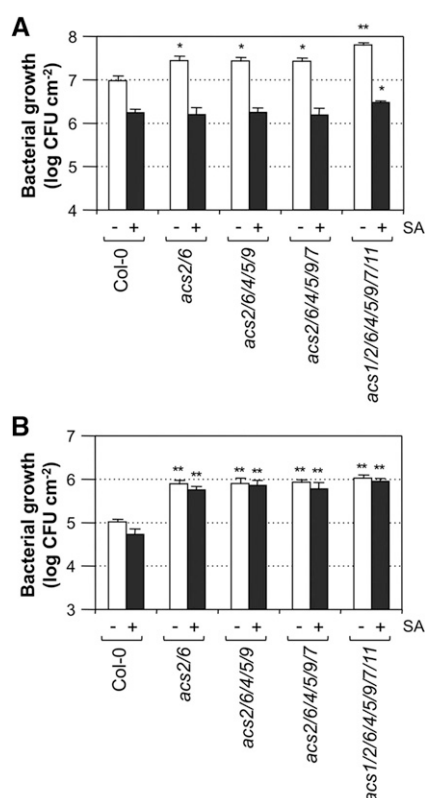 A
Bacterial growth
(log CFU cm-2)
8
7
6
5
4
*
*
*
**
*
- + - + - + - + - + SA
Col-0
acs2/6
acs2/6/4/5/9
acs2/6/4/5/9/7
acs1/2/6/4/5/9/7/11
B
Bacterial growth
(log CFU cm-2)
7
6
5
4
3
** ** ** ** ** ** ** **
- + - + - + - + - + SA
Col-0
acs2/6
acs2/6/4/5/9
acs2/6/4/5/9/7
acs1/2/6/4/5/9/7/11